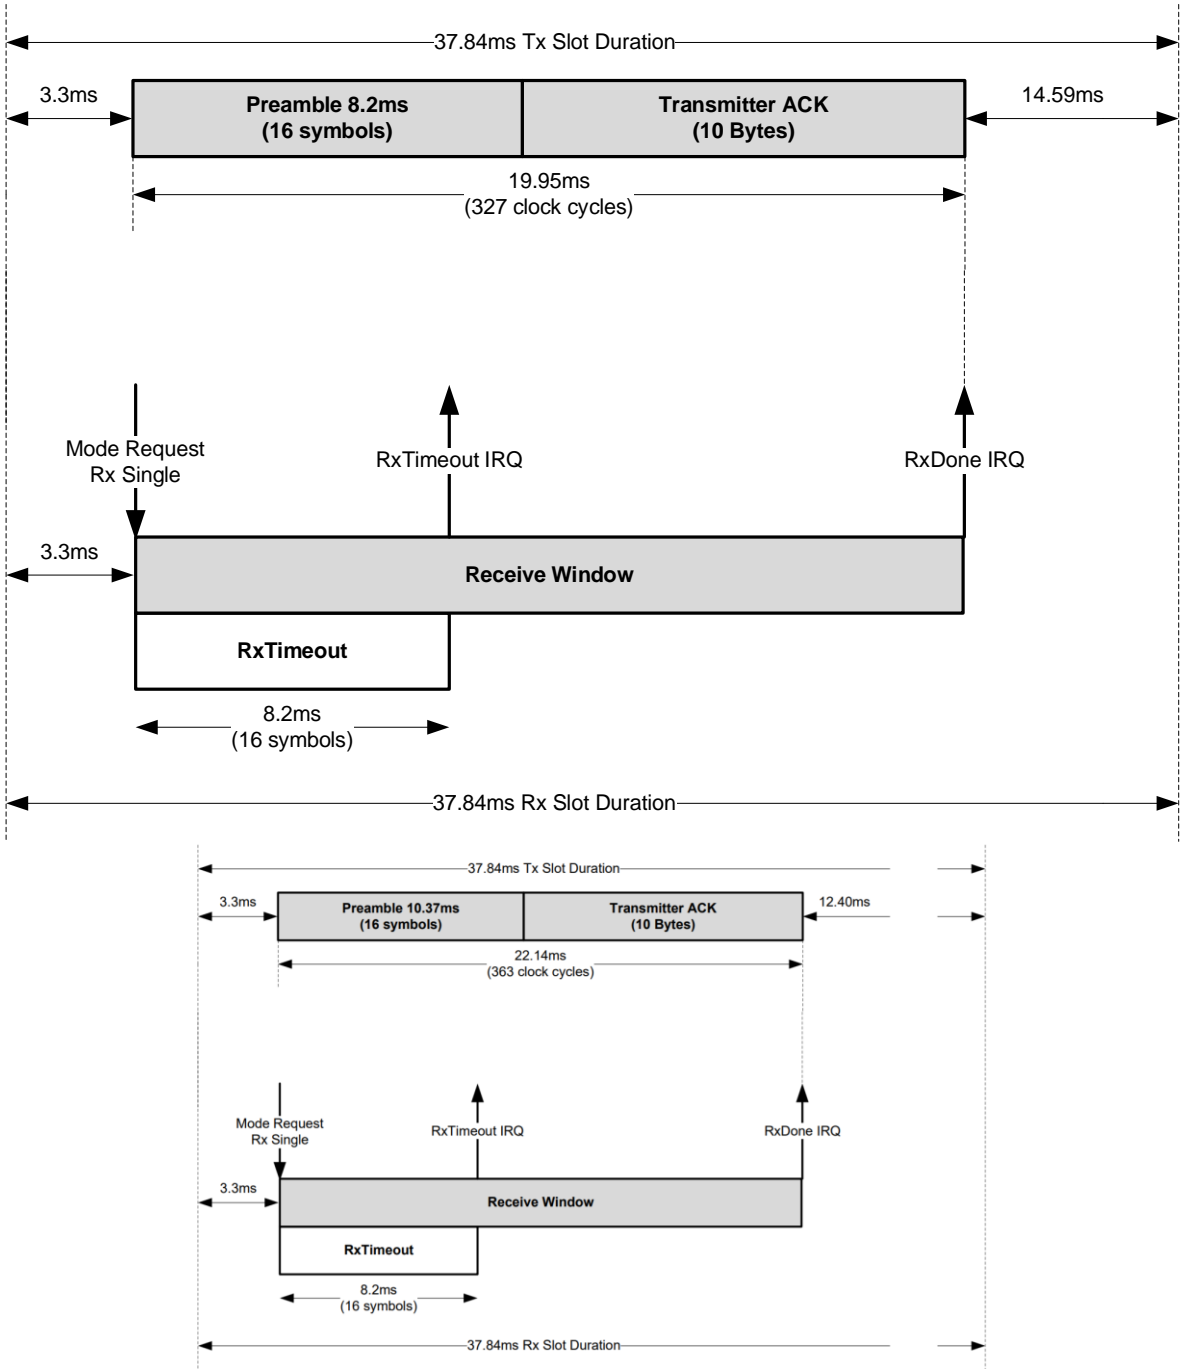 37.84ms Tx Slot Duration
3.3ms
Preamble 8.2ms
(16 symbols)
Transmitter ACK
(10 Bytes)
14.59ms
19.95ms
(327 clock cycles)
Mode Request
Rx Single
RxTimeout IRQ
RxDone IRQ
3.3ms
Receive Window
RxTimeout
8.2ms
(16 symbols)
37.84ms Rx Slot Duration
37.84ms Tx Slot Duration
3.3ms
Preamble 10.37ms
(16 symbols)
Transmitter ACK
(10 Bytes)
12.40ms
22.14ms
(363 clock cycles)
Mode Request
Rx Single
RxTimeout IRQ
RxDone IRQ
3.3ms
Receive Window
RxTimeout
8.2ms
(16 symbols)
37.84ms Rx Slot Duration